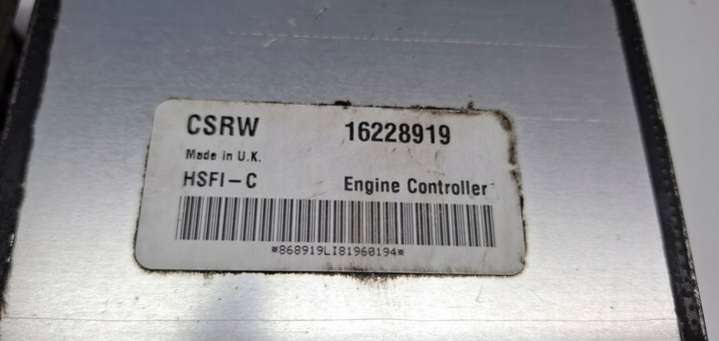 CSRW 16228919
Made in U.K.
HSFI-C Engine Controller
*868919LI81960194*